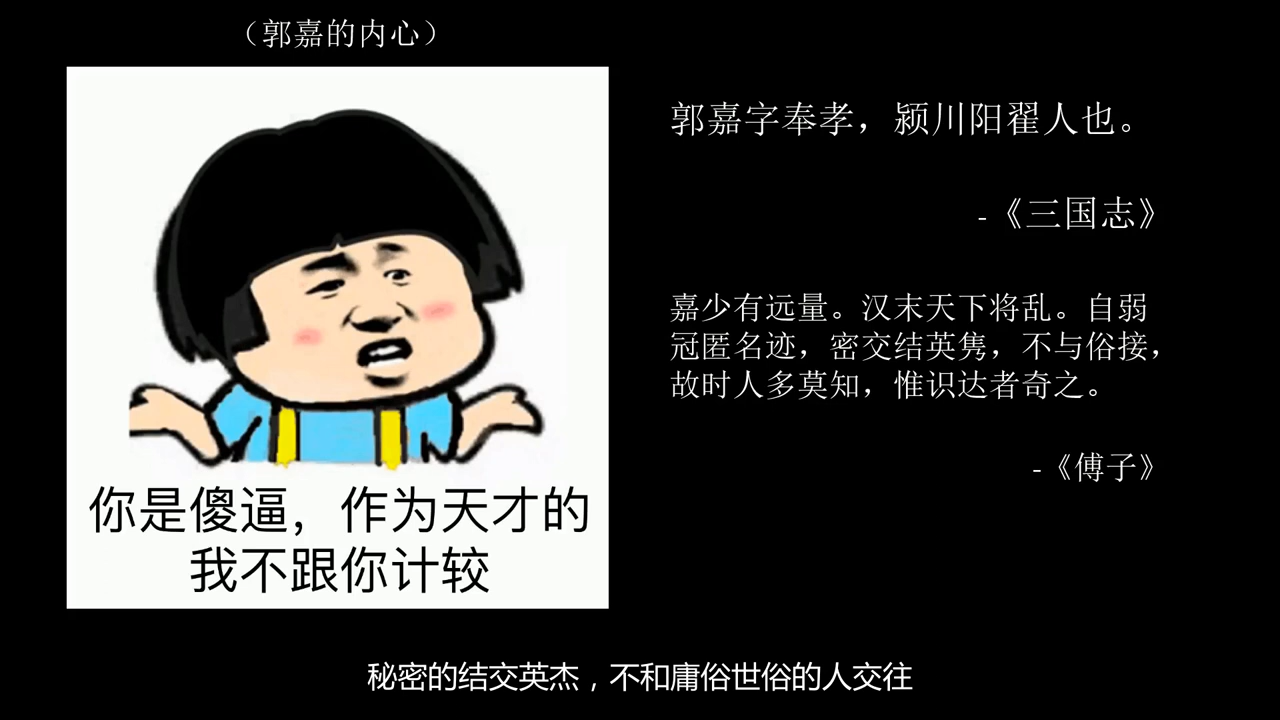 （郭嘉的内心）
你是傻逼，作为天才的
我不跟你计较
郭嘉字奉孝，颍川阳翟人也。
-《三国志》
嘉少有远量。汉末天下将乱。自弱
冠匿名迹，密交结英隽，不与俗接，
故时人多莫知，惟识达者奇之。
-《傅子》
秘密的结交英杰，不和庸俗世俗的人交往